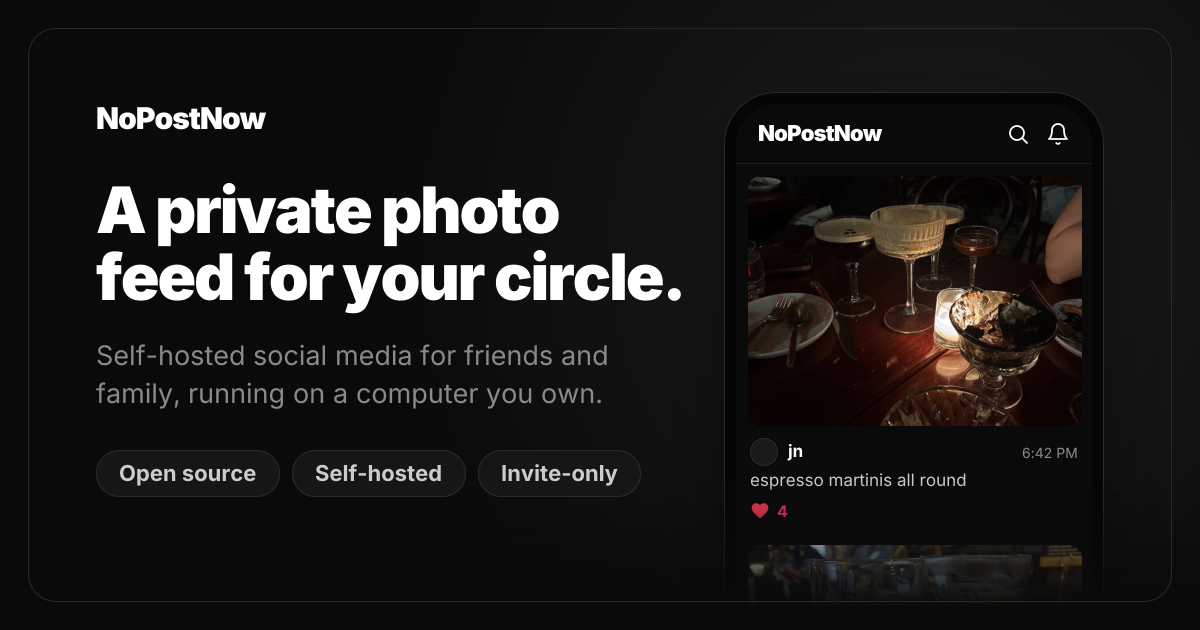 NoPostNow
A private photo
feed for your circle.
Self-hosted social media for friends and
family, running on a computer you own.
Open source
Self-hosted
Invite-only
NoPostNow
jn
6:42 PM
espresso martinis all round
4